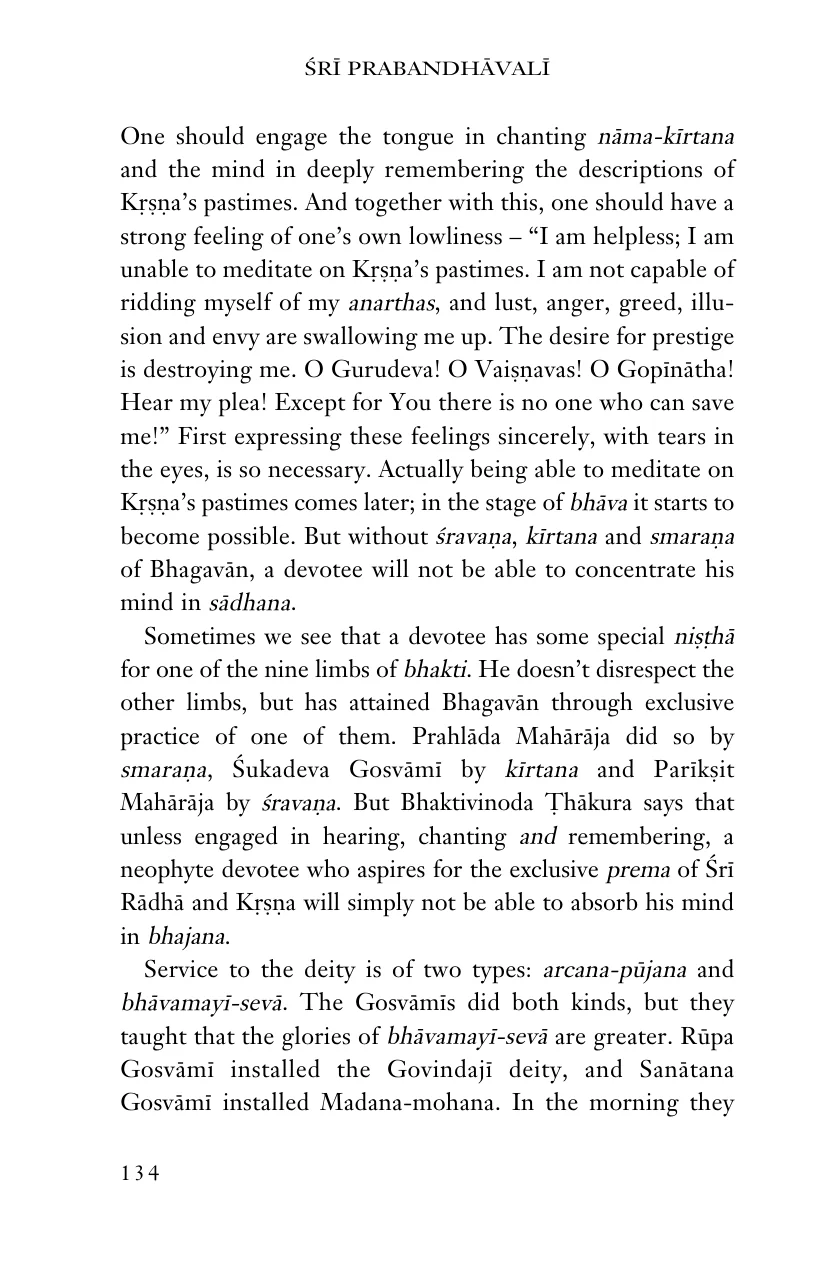 ŚRĪ PRABANDHĀVALĪ
One should engage the tongue in chanting nāma-kīrtana
and the mind in deeply remembering the descriptions of
Kṛṣṇa’s pastimes. And together with this, one should have a
strong feeling of one’s own lowliness – “I am helpless; I am
unable to meditate on Kṛṣṇa’s pastimes. I am not capable of
ridding myself of my anarthas, and lust, anger, greed, illu-
sion and envy are swallowing me up. The desire for prestige
is destroying me. O Gurudeva! O Vaiṣṇavas! O Gopīnātha!
Hear my plea! Except for You there is no one who can save
me!” First expressing these feelings sincerely, with tears in
the eyes, is so necessary. Actually being able to meditate on
Kṛṣṇa’s pastimes comes later; in the stage of bhāva it starts to
become possible. But without śravaṇa, kīrtana and smaraṇa
of Bhagavān, a devotee will not be able to concentrate his
mind in sādhana.
Sometimes we see that a devotee has some special niṣṭhā
for one of the nine limbs of bhakti. He doesn’t disrespect the
other limbs, but has attained Bhagavān through exclusive
practice of one of them. Prahlāda Mahārāja did so by
smaraṇa, Śukadeva Gosvāmī by kīrtana and Parīkṣit
Mahārāja by śravaṇa. But Bhaktivinoda Ṭhākura says that
unless engaged in hearing, chanting and remembering, a
neophyte devotee who aspires for the exclusive prema of Śrī
Rādhā and Kṛṣṇa will simply not be able to absorb his mind
in bhajana.
Service to the deity is of two types: arcana-pūjana and
bhāvamayī-sevā. The Gosvāmīs did both kinds, but they
taught that the glories of bhāvamayī-sevā are greater. Rūpa
Gosvāmī installed the Govindajī deity, and Sanātana
Gosvāmī installed Madana-mohana. In the morning they
134